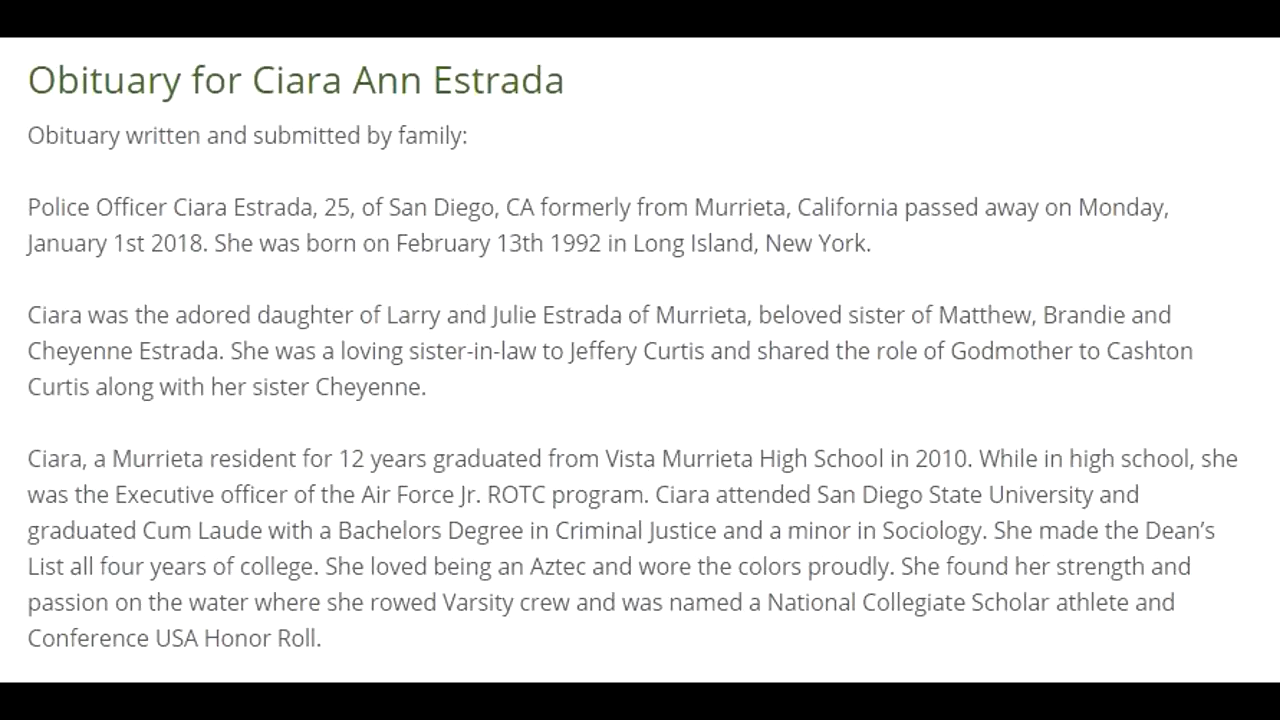 Obituary for Ciara Ann Estrada
Obituary written and submitted by family:
Police Officer Ciara Estrada, 25, of San Diego, CA formerly from Murrieta, California passed away on Monday,
January 1st 2018. She was born on February 13th 1992 in Long Island, New York.
Ciara was the adored daughter of Larry and Julie Estrada of Murrieta, beloved sister of Matthew, Brandie and
Cheyenne Estrada. She was a loving sister-in-law to Jeffery Curtis and shared the role of Godmother to Cashton
Curtis along with her sister Cheyenne.
Ciara, a Murrieta resident for 12 years graduated from Vista Murrieta High School in 2010. While in high school, she
was the Executive officer of the Air Force Jr. ROTC program. Ciara attended San Diego State University and
graduated Cum Laude with a Bachelors Degree in Criminal Justice and a minor in Sociology. She made the Dean’s
List all four years of college. She loved being an Aztec and wore the colors proudly. She found her strength and
passion on the water where she rowed Varsity crew and was named a National Collegiate Scholar athlete and
Conference USA Honor Roll.